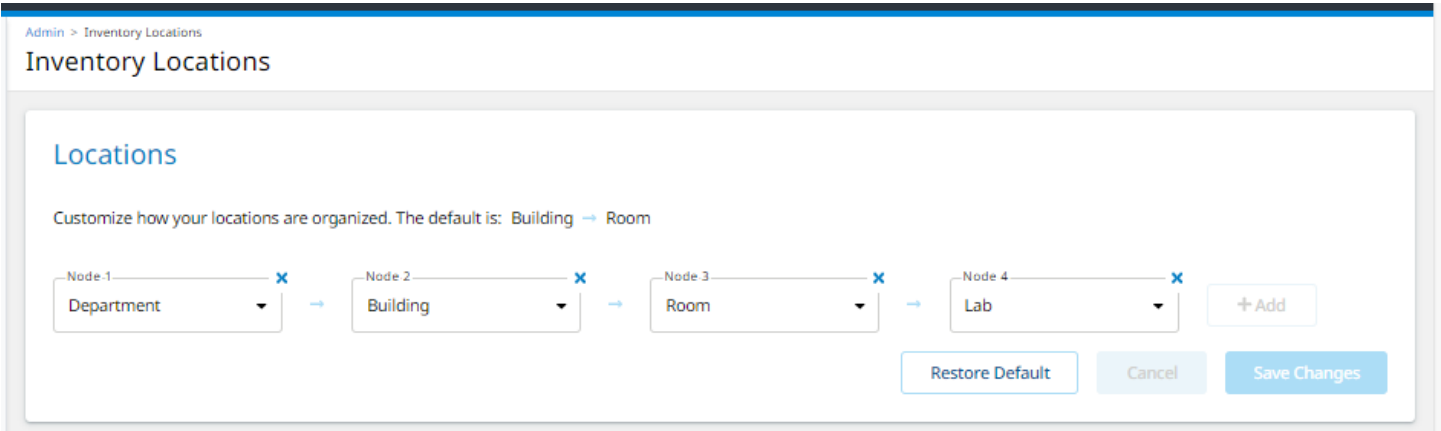 Admin > Inventory Locations
Inventory Locations
Locations
Customize how your locations are organized. The default is: Building → Room
Node 1
Department
→
Node 2
Building
→
Node 3
Room
→
Node 4
Lab
+ Add
Restore Default
Cancel
Save Changes